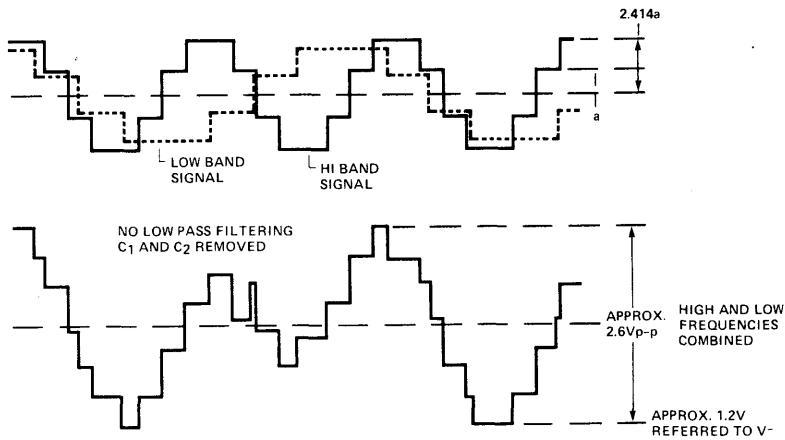 2.414a
a
LOW BAND
SIGNAL
HI BAND
SIGNAL
NO LOW PASS FILTERING
C1 AND C2 REMOVED
APPROX.
2.6Vp-p
HIGH AND LOW
FREQUENCIES
COMBINED
APPROX. 1.2V
REFERRED TO V-